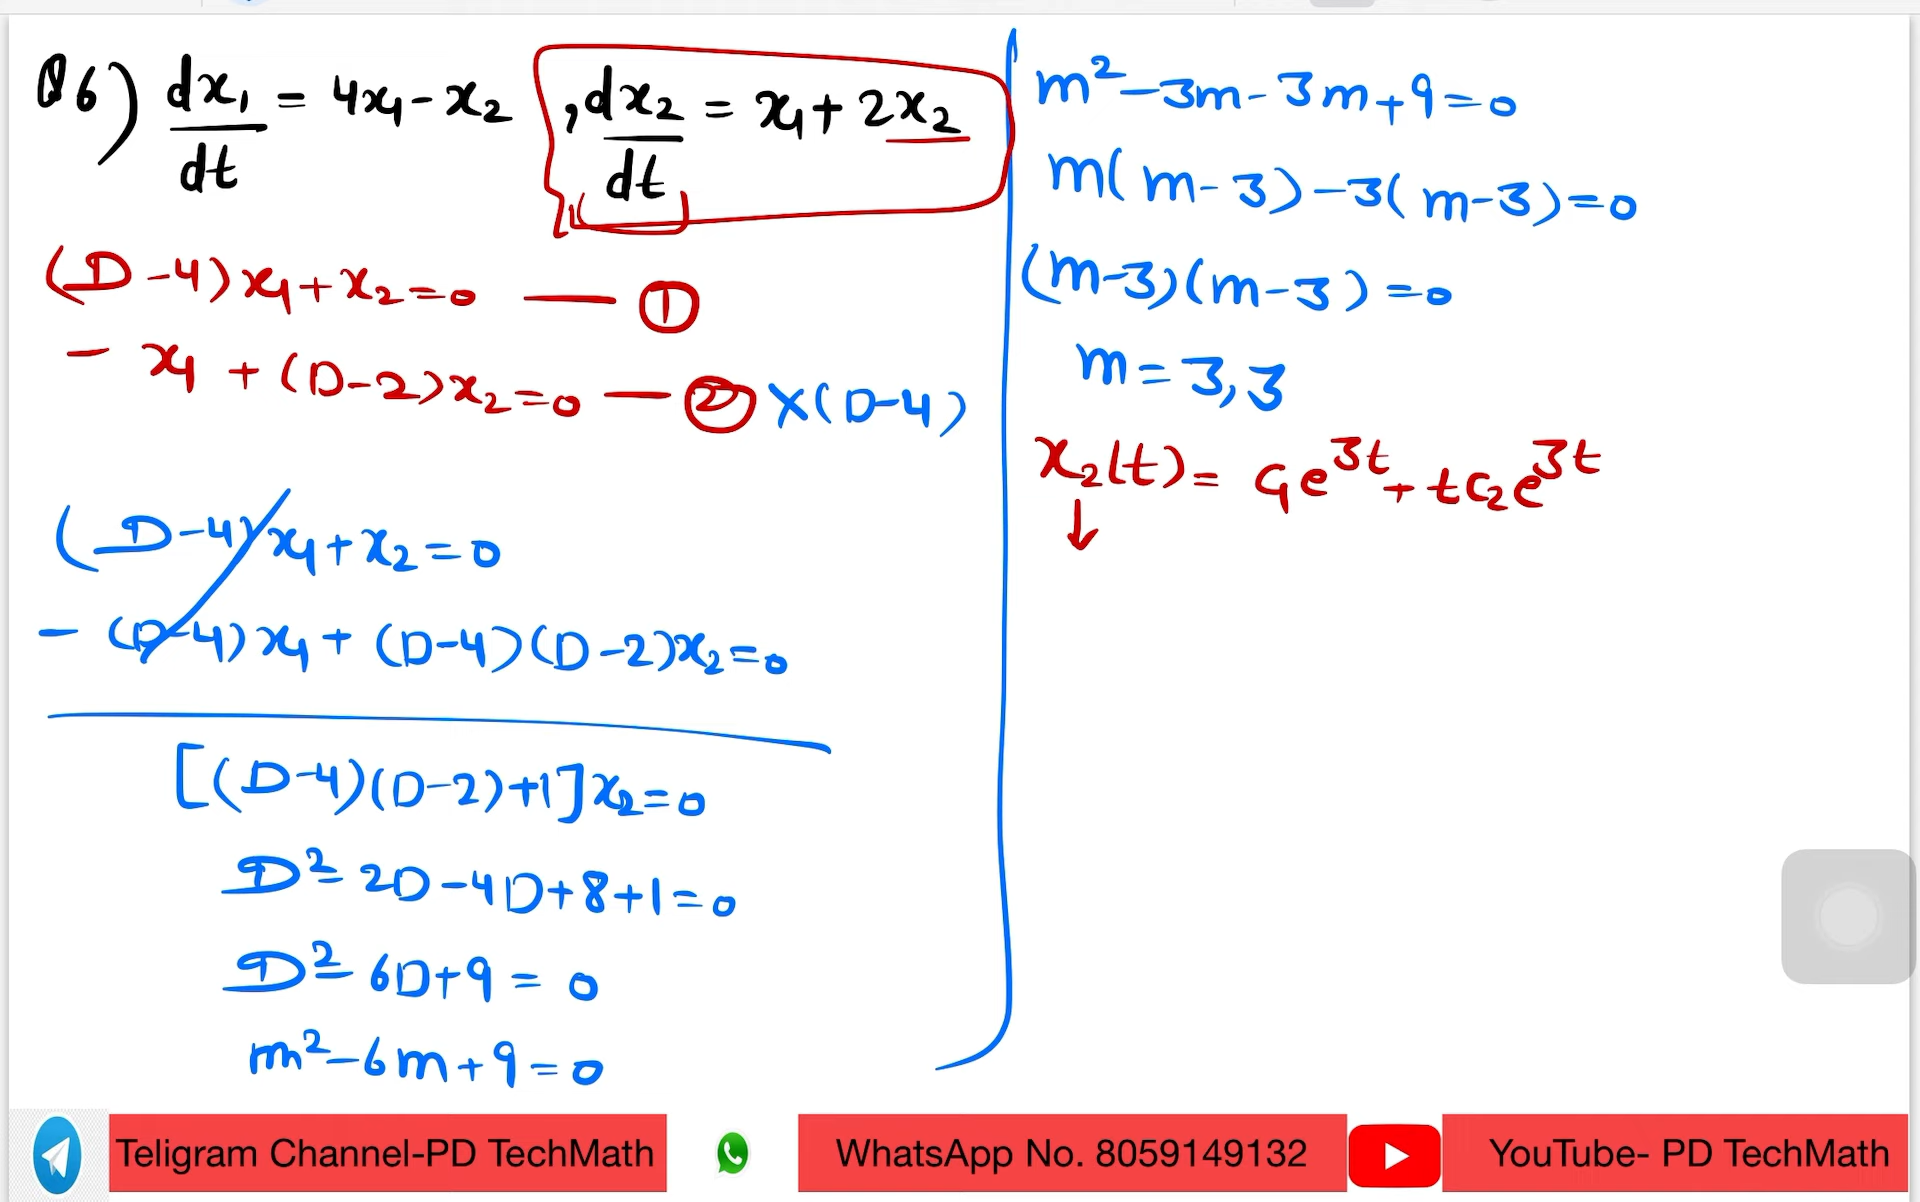 Q6) dx₁/dt = 4x₁ - x₂ , dx₂/dt = x₁ + 2x₂
(D-4)x₁ + x₂ = 0 — ①
- x₁ + (D-2)x₂ = 0 — ② ×(D-4)
(D-4)x₁ + x₂ = 0
- (D-4)x₁ + (D-4)(D-2)x₂ = 0
[(D-4)(D-2)+1]x₂ = 0
D² - 2D - 4D + 8 + 1 = 0
D² - 6D + 9 = 0
m² - 6m + 9 = 0
m² - 3m - 3m + 9 = 0
m(m-3) - 3(m-3) = 0
(m-3)(m-3) = 0
m = 3,3
x₂(t) = c₁e³ᵗ + tc₂e³ᵗ
↓
Teligram Channel-PD TechMath
WhatsApp No. 8059149132
YouTube- PD TechMath